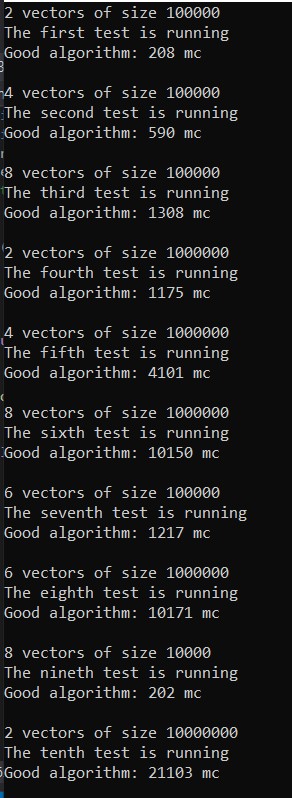 2 vectors of size 100000
The first test is running
Good algorithm: 208 mc
4 vectors of size 100000
The second test is running
Good algorithm: 590 mc
8 vectors of size 100000
The third test is running
Good algorithm: 1308 mc
2 vectors of size 1000000
The fourth test is running
Good algorithm: 1175 mc
4 vectors of size 1000000
The fifth test is running
Good algorithm: 4101 mc
8 vectors of size 1000000
The sixth test is running
Good algorithm: 10150 mc
6 vectors of size 100000
The seventh test is running
Good algorithm: 1217 mc
6 vectors of size 1000000
The eighth test is running
Good algorithm: 10171 mc
8 vectors of size 10000
The nineth test is running
Good algorithm: 202 mc
2 vectors of size 10000000
The tenth test is running
Good algorithm: 21103 mc